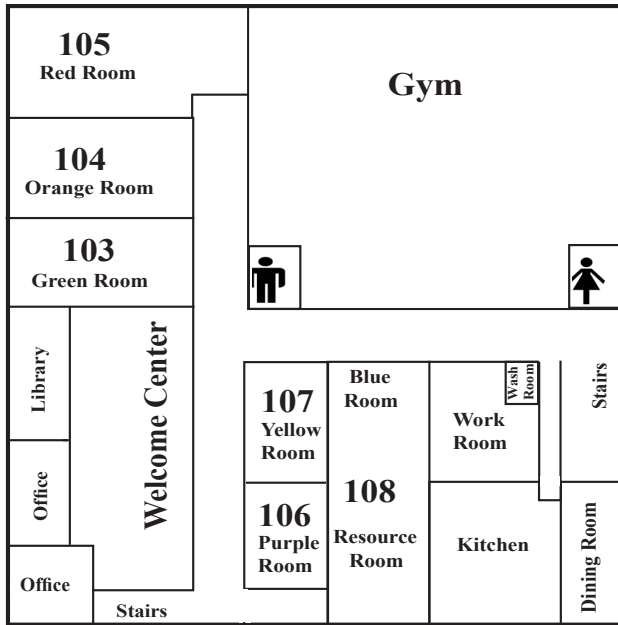 105
Red Room
Gym
104
Orange Room
103
Green Room
Library
Welcome Center
Office
Office
Stairs
107
Yellow
Room
106
Purple
Room
Blue
Room
108
Resource
Room
Work
Room
Wash
Room
Kitchen
Stairs
Dining Room